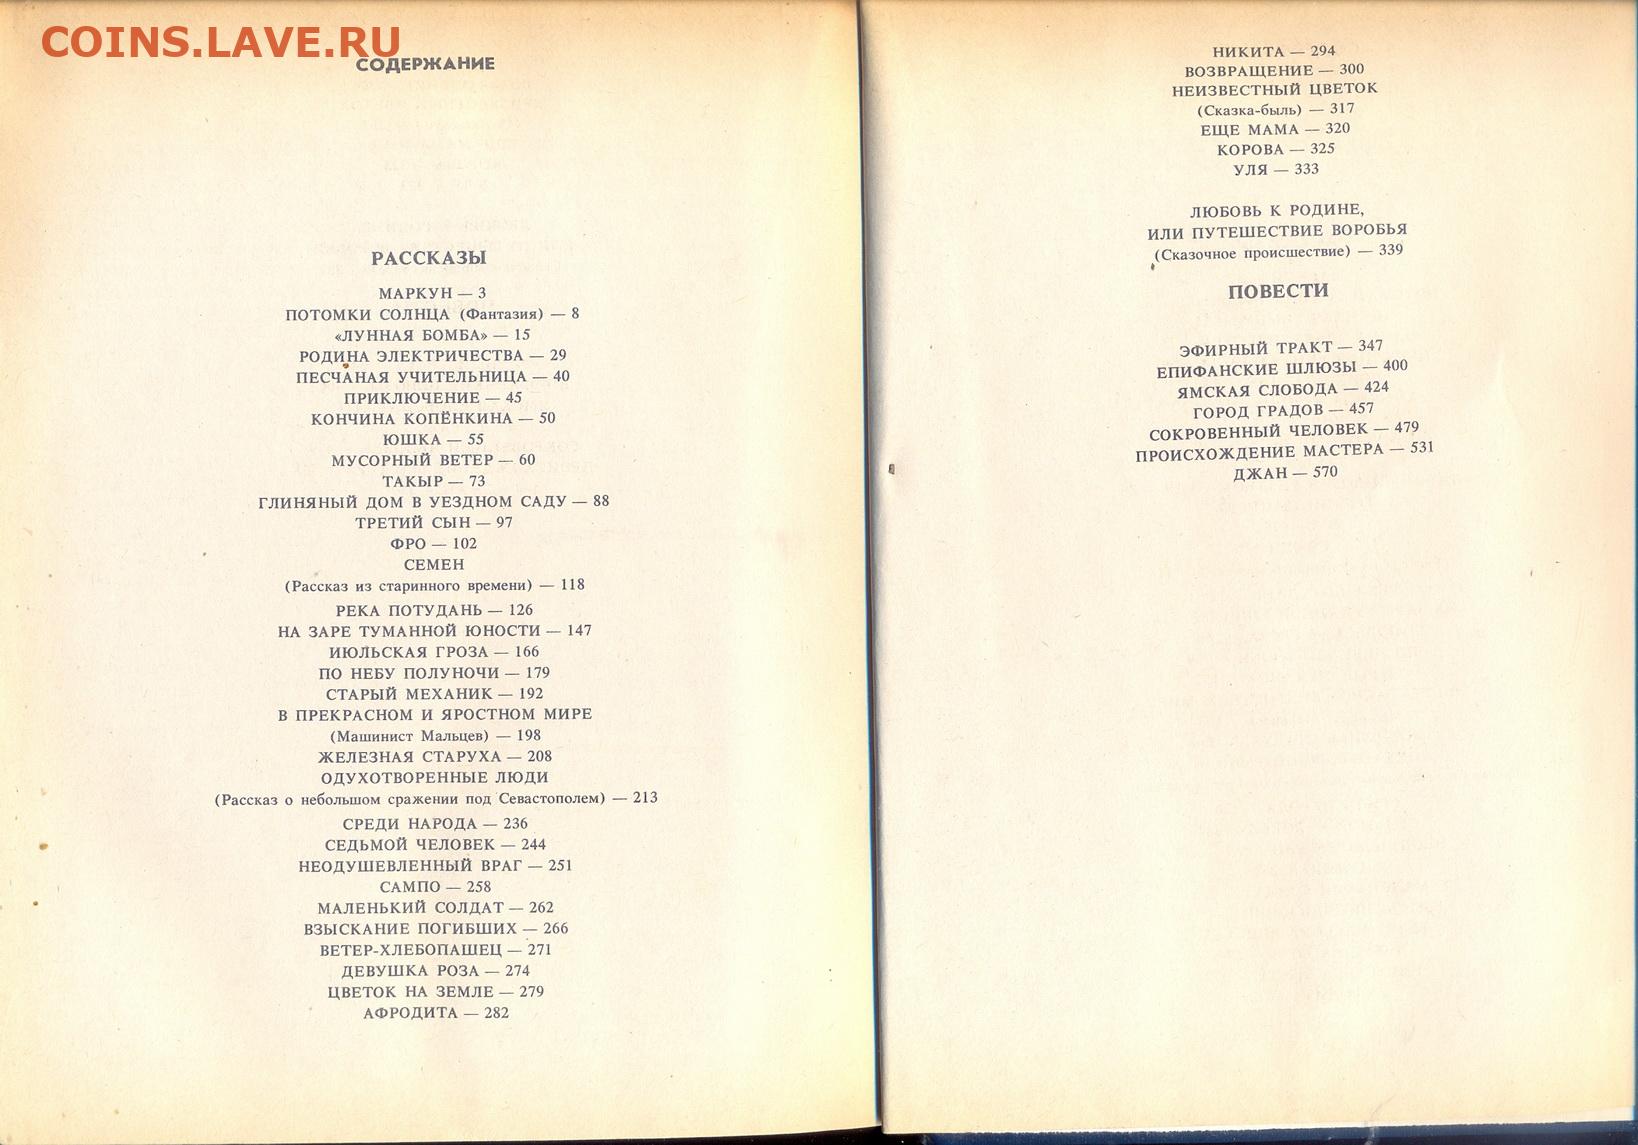 COINS.LAVE.RU
СОДЕРЖАНИЕ
РАССКАЗЫ
МАРКУН — 3
ПОТОМКИ СОЛНЦА (Фантазия) — 8
«ЛУННАЯ БОМБА» — 15
РОДИНА ЭЛЕКТРИЧЕСТВА — 29
ПЕСЧАНАЯ УЧИТЕЛЬНИЦА — 40
ПРИКЛЮЧЕНИЕ — 45
КОНЧИНА КОПЁНКИНА — 50
ЮШКА — 55
МУСОРНЫЙ ВЕТЕР — 60
ТАКЫР — 73
ГЛИНЯНЫЙ ДОМ В УЕЗДНОМ САДУ — 88
ТРЕТИЙ СЫН — 97
ФРО — 102
СЕМЕН
(Рассказ из старинного времени) — 118
РЕКА ПОТУДАНЬ — 126
НА ЗАРЕ ТУМАННОЙ ЮНОСТИ — 147
ИЮЛЬСКАЯ ГРОЗА — 166
ПО НЕБУ ПОЛУНОЧИ — 179
СТАРЫЙ МЕХАНИК — 192
В ПРЕКРАСНОМ И ЯРОСТНОМ МИРЕ
(Машинист Мальцев) — 198
ЖЕЛЕЗНАЯ СТАРУХА — 208
ОДУХОТВОРЕННЫЕ ЛЮДИ
(Рассказ о небольшом сражении под Севастополем) — 213
СРЕДИ НАРОДА — 236
СЕДЬМОЙ ЧЕЛОВЕК — 244
НЕОДУШЕВЛЕННЫЙ ВРАГ — 251
САМПО — 258
МАЛЕНЬКИЙ СОЛДАТ — 262
ВЗЫСКАНИЕ ПОГИБШИХ — 266
ВЕТЕР-ХЛЕБОПАШЕЦ — 271
ДЕВУШКА РОЗА — 274
ЦВЕТОК НА ЗЕМЛЕ — 279
АФРОДИТА — 282
НИКИТА — 294
ВОЗВРАЩЕНИЕ — 300
НЕИЗВЕСТНЫЙ ЦВЕТОК
(Сказка-быль) — 317
ЕЩЕ МАМА — 320
КОРОВА — 325
УЛЯ — 333
ЛЮБОВЬ К РОДИНЕ,
ИЛИ ПУТЕШЕСТВИЕ ВОРОБЬЯ
(Сказочное происшествие) — 339
ПОВЕСТИ
ЭФИРНЫЙ ТРАКТ — 347
ЕПИФАНСКИЕ ШЛЮЗЫ — 400
ЯМСКАЯ СЛОБОДА — 424
ГОРОД ГРАДОВ — 457
СОКРОВЕННЫЙ ЧЕЛОВЕК — 479
ПРОИСХОЖДЕНИЕ МАСТЕРА — 531
ДЖАН — 570